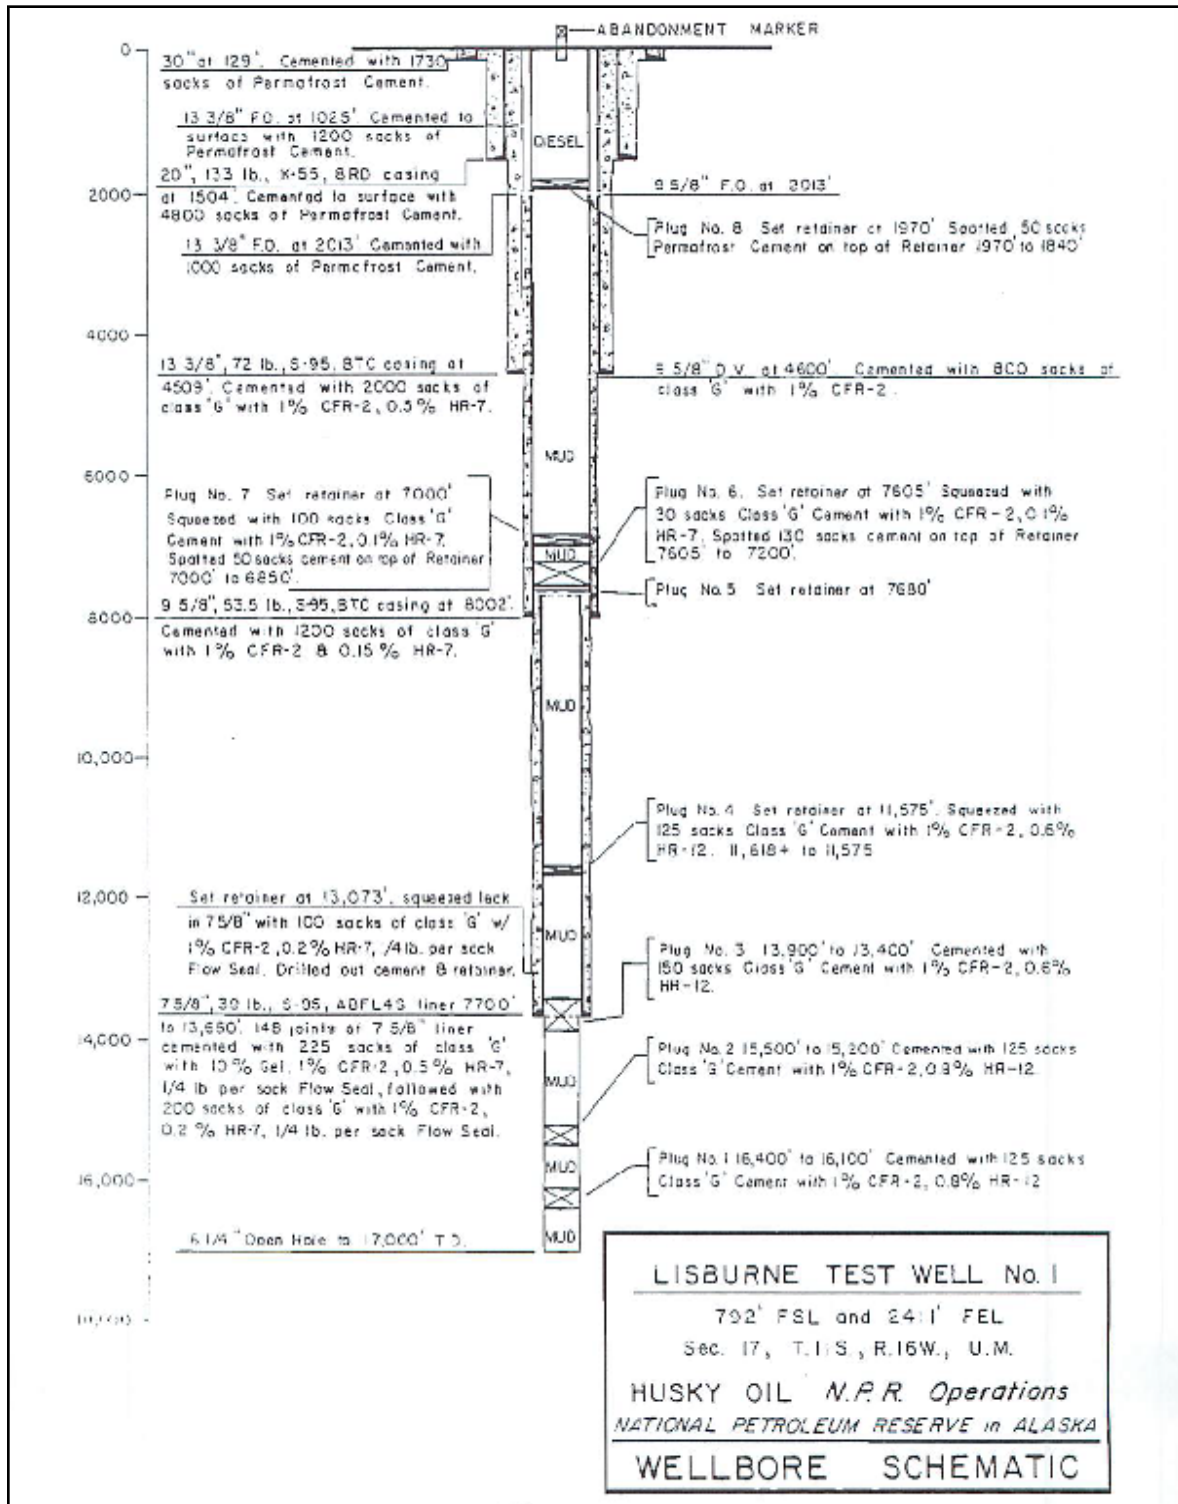 ABANDONMENT MARKER
0
30" at 129'. Cemented with 1730
sacks of Permafrost Cement.
13 3/8" F.O. at 1025'. Cemented to
surface with 1200 sacks of
Permafrost Cement.
DIESEL
20", 133 lb., K-55, 8RD casing
at 1504'. Cemented to surface with
4800 sacks of Permafrost Cement.
2000
13 3/8" F.O. at 2013'. Cemented with
1000 sacks of Permafrost Cement.
9 5/8" F.O. at 2013'
Plug No. 8 Set retainer at 1970' Spotted 50 sacks
Permafrost Cement on top of Retainer 1970' to 1840'
4000
13 3/8", 72 lb., S-95, BTC casing at
4509'. Cemented with 2000 sacks of
class 'G' with 1% CFR-2, 0.5% HR-7.
9 5/8" D.V. at 4600'. Cemented with 800 sacks of
class 'G' with 1% CFR-2.
MUD
6000
Plug No. 7 Set retainer at 7000'
Squeezed with 100 sacks Class 'G'
Cement with 1% CFR-2, 0.1% HR-7.
Spotted 50 sacks cement on top of Retainer
7000' to 6850'.
Plug No. 6. Set retainer at 7605' Squeezed with
30 sacks Class 'G' Cement with 1% CFR-2, 0.1%
HR-7. Spotted 130 sacks cement on top of Retainer
7605' to 7200'.
MUD
Plug No. 5 Set retainer at 7680'
9 5/8", 53.5 lb., S-95, BTC casing at 8002'.
8000
Cemented with 1200 sacks of class 'G'
with 1% CFR-2 & 0.15% HR-7.
MUD
10,000
Plug No. 4 Set retainer at 11,575'. Squeezed with
125 sacks Class 'G' Cement with 1% CFR-2, 0.6%
HR-12. 11,618+ to 11,575
12,000
Set retainer at 13,073', squeezed back
in 7 5/8" with 100 sacks of class 'G' w/
1% CFR-2, 0.2% HR-7, 1/4 lb. per sack
Flow Seal. Drilled out cement & retainer.
MUD
Plug No. 3 13,900' to 13,400' Cemented with
150 sacks Class 'G' Cement with 1% CFR-2, 0.6%
HR-12.
7 5/8", 39 lb., S-95, liner 7700'
to 13,650'. 148 joints of 7 5/8" liner
cemented with 225 sacks of class 'G'
with 10% Gel, 1% CFR-2, 0.5% HR-7,
1/4 lb per sack Flow Seal, followed with
200 sacks of class 'G' with 1% CFR-2,
0.2% HR-7, 1/4 lb. per sack Flow Seal.
14,000
MUD
Plug No. 2 15,500' to 15,200' Cemented with 125 sacks
Class 'G' Cement with 1% CFR-2, HR-12
MUD
16,000
Plug No. 1 16,400' to 16,100' Cemented with 125 sacks
Class 'G' Cement with 1% CFR-2, 0.8% HR-12
6 1/4" Open Hole to 17,000' T.D.
MUD
LISBURNE TEST WELL No. 1
792' FSL and FEL
Sec. 17, R.16W., U.M.
HUSKY OIL N.P.R. Operations
NATIONAL PETROLEUM RESERVE in ALASKA
WELLBORE SCHEMATIC